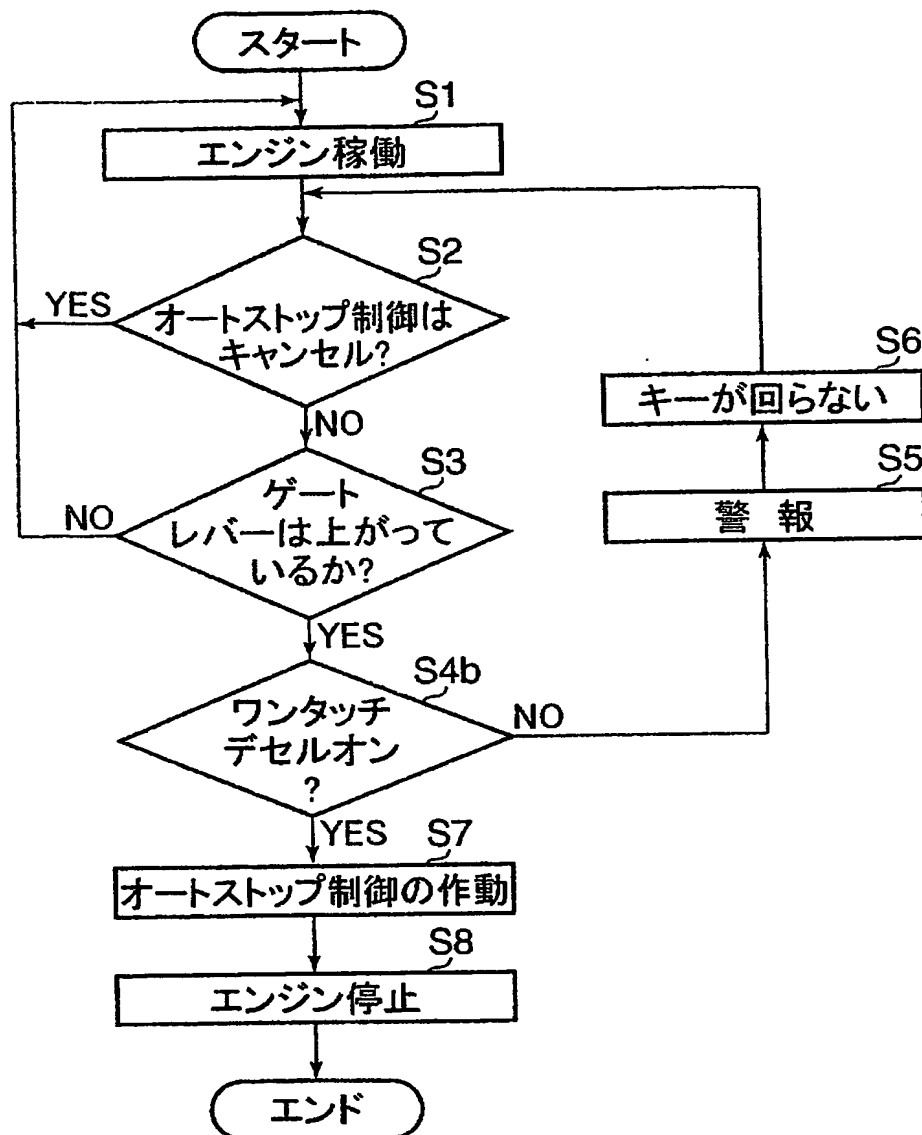 スタート
S1
エンジン稼働
S2
YES
オートストップ制御は
キャンセル?
NO
S3
NO
ゲート
レバーは上がって
いるか?
YES
S4b
ワンタッチ
デセルオン
?
NO
S6
キーが回らない
S5
警 報
YES
S7
オートストップ制御の作動
S8
エンジン停止
エンド